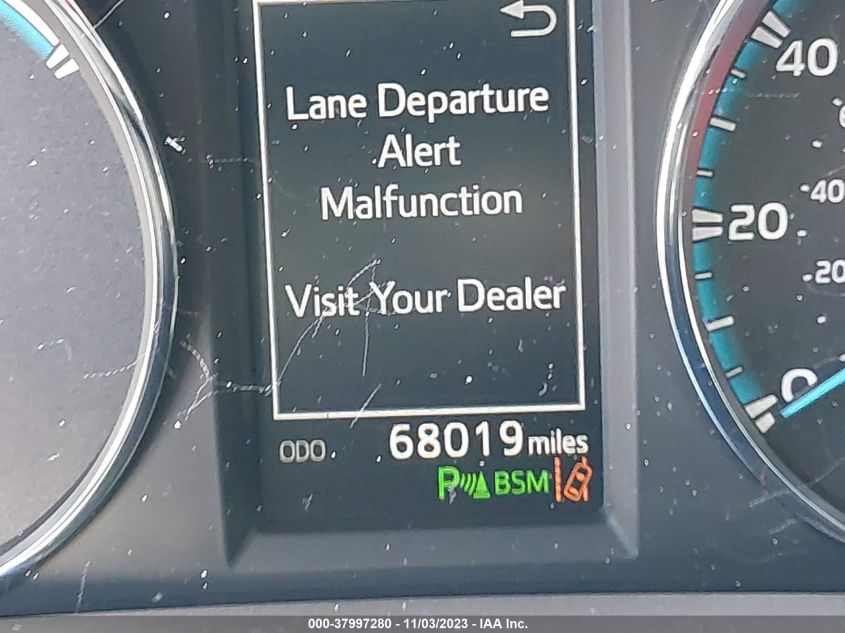 Lane Departure
Alert
Malfunction
Visit Your Dealer
ODO 68019 miles
P BSM
40
40
20
20
0
000-37997280 - 11/03/2023 - IAA Inc.